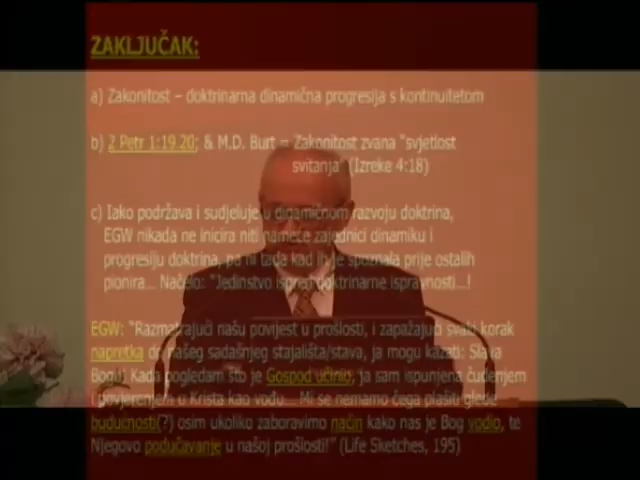 ZAKLJUČAK:
a) Zakonitost – doktrinarna dinamična progresija s kontinuitetom
b) 2 Petr 1:19.20; & M.D. Burt = Zakonitost zvana "svjetlost
svitanja" (Izreke 4:18)
c) Iako podržava i sudjeluje u dinamičnom razvoju doktrina,
EGW nikada ne inicira niti nameće zajednici dinamiku i
progresiju doktrina, pa ni tada kad ih je spoznala prije ostalih
pionira... Načelo: "Jedinstvo ispred doktrinarne ispravnosti...!
EGW: "Razmatrajući našu povijest u prošlosti, i zapažajući svaki korak
napretka do našeg sadašnjeg stajališta/stava, ja mogu kazati: Slava
Bogu! Kada pogledam što je Gospod učinio, ja sam ispunjena čuđenjem
i povjerenjem u Krista kao vođu... Mi se nemamo čega plašiti glede
budućnosti(?) osim ukoliko zaboravimo način kako nas je Bog vodio, te
Njegovo podučavanje u našoj prošlosti!" (Life Sketches, 195)